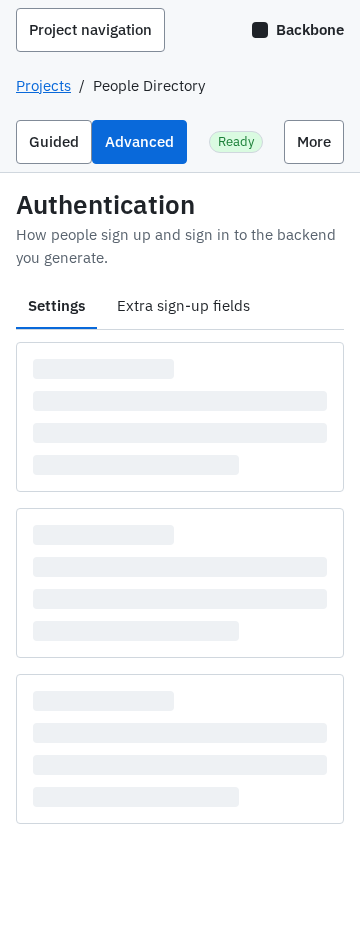 Project navigation
Backbone
Projects / People Directory
Guided
Advanced
Ready
More
Authentication
How people sign up and sign in to the backend
you generate.
Settings
Extra sign-up fields